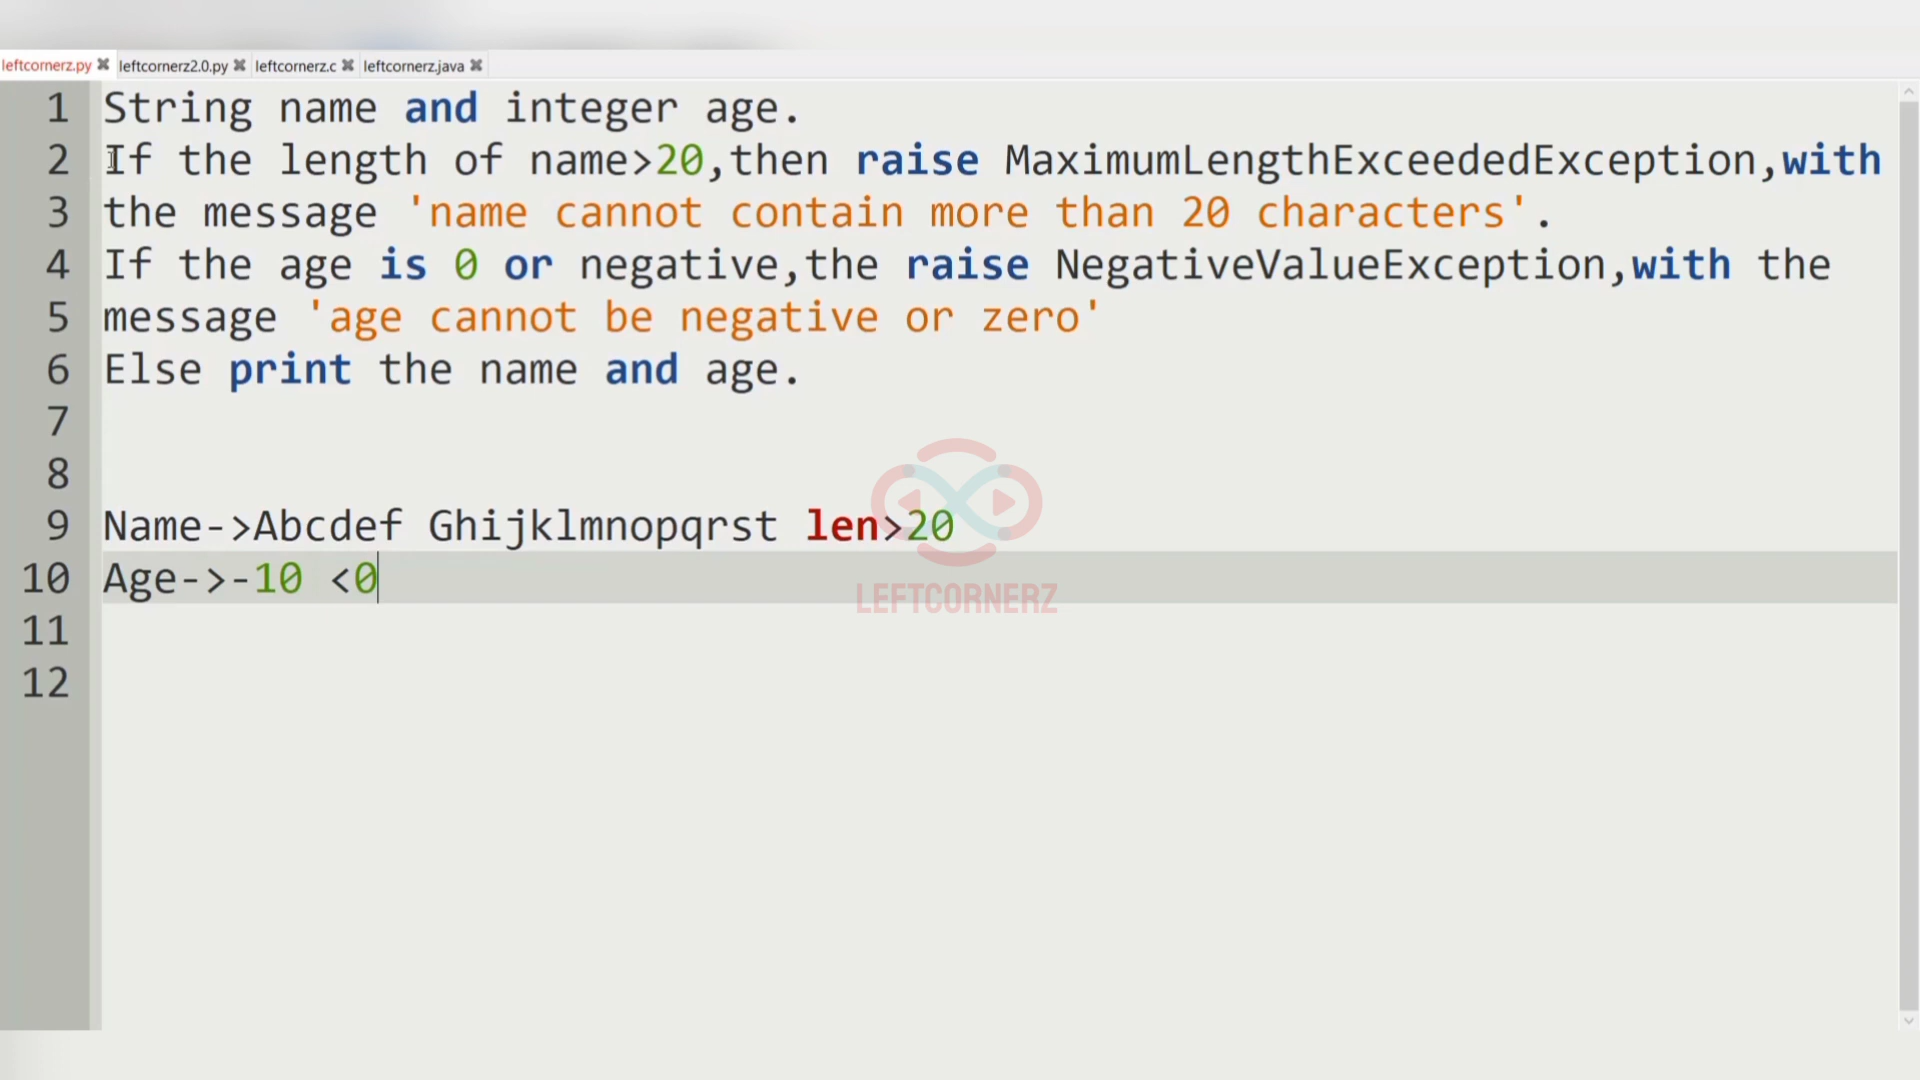 leftcornerz.py ✖ leftcornerz2.0.py ✖ leftcornerz.c ✖ leftcornerz.java ✖
1 String name and integer age.
2 If the length of name>20,then raise MaximumLengthExceededException,with
3 the message 'name cannot contain more than 20 characters'.
4 If the age is 0 or negative,the raise NegativeValueException,with the
5 message 'age cannot be negative or zero'
6 Else print the name and age.
7
8
9 Name->Abcdef Ghijklmnopqrst len>20
10 Age->-10 <0
LEFTCORNERZ
11
12